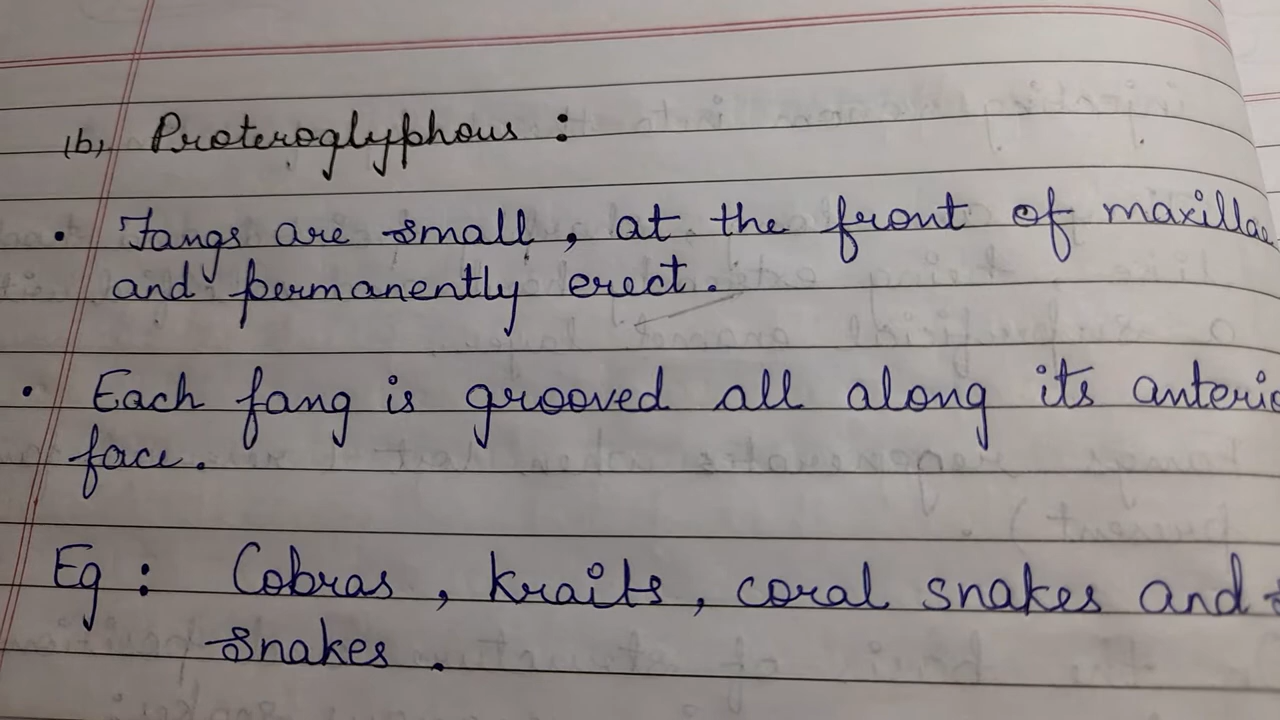 (b) Proteroglyphous :
• Fangs are small, at the front of maxillae
and permanently erect.
• Each fang is grooved all along its anterio
face.
Eg : Cobras, kraits, coral snakes and
snakes.